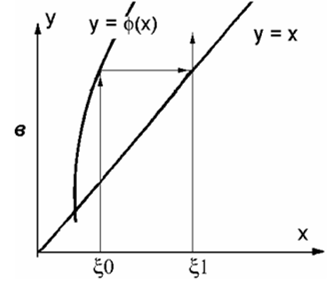 y
y = ϕ(x)
y = x
в
x
ξ0
ξ1